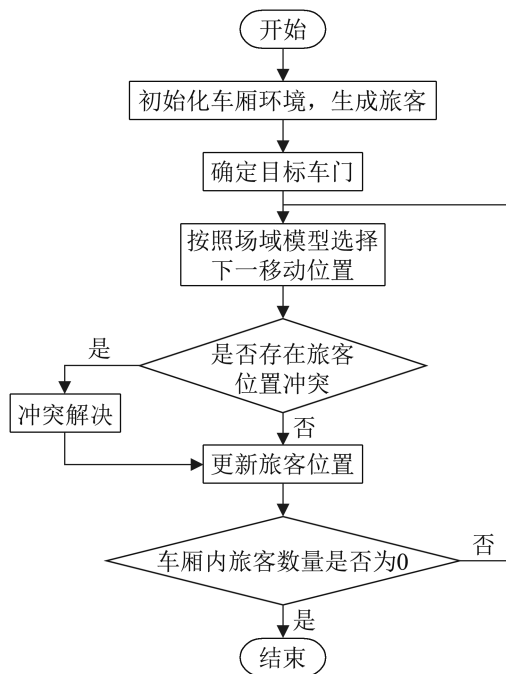 开始
初始化车厢环境，生成旅客
确定目标车门
按照场域模型选择
下一移动位置
是否存在旅客
位置冲突
是
冲突解决
否
更新旅客位置
车厢内旅客数量是否为0
否
是
结束